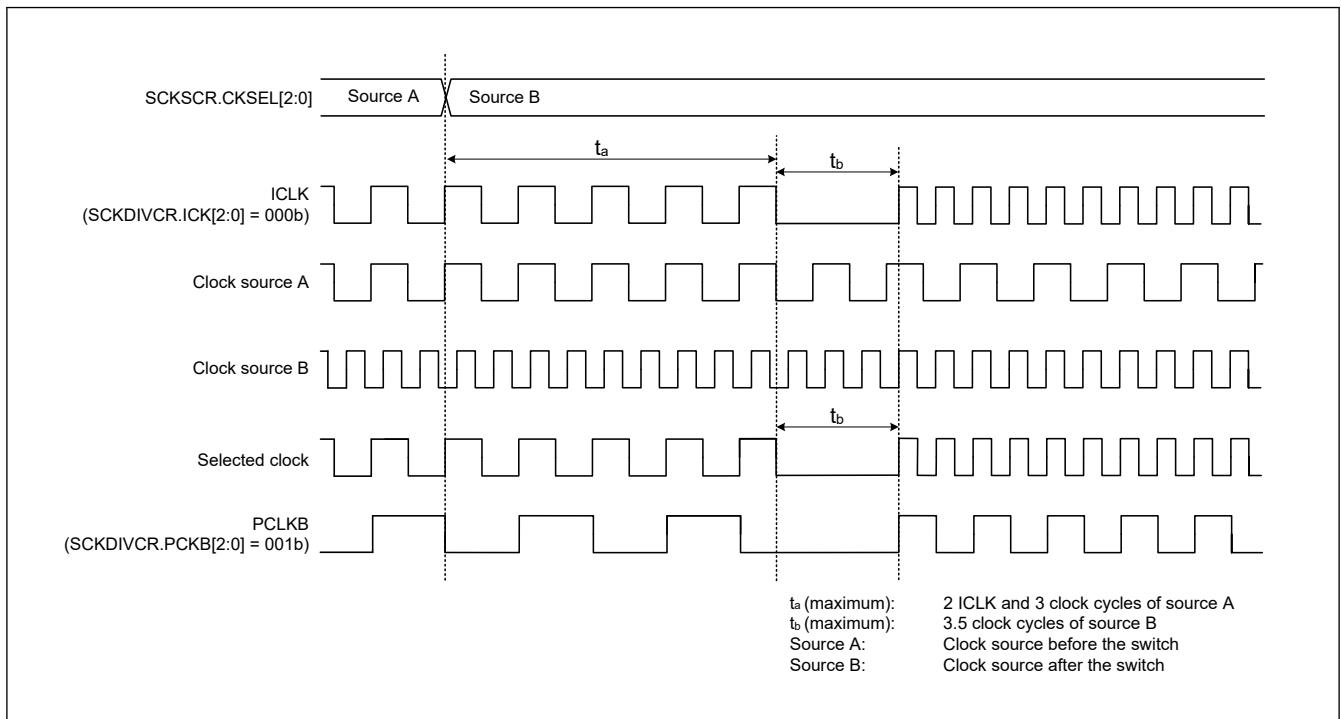 SCKSCR.CKSEL[2:0] Source A Source B
ta
tb
ICLK
(SCKDIVCR.ICK[2:0] = 000b)
Clock source A
Clock source B
tb
Selected clock
PCLKB
(SCKDIVCR.PCKB[2:0] = 001b)
ta (maximum): 2 ICLK and 3 clock cycles of source A
tb (maximum): 3.5 clock cycles of source B
Source A: Clock source before the switch
Source B: Clock source after the switch